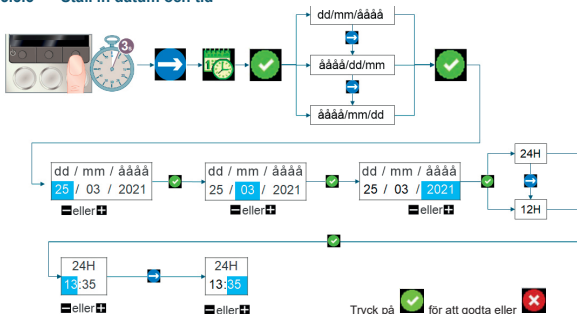 Ställ in datum och tid
3s
17
dd/mm/åååå
åååå/dd/mm
åååå/mm/dd
dd / mm / åååå
25 / 03 / 2021
eller
dd / mm / åååå
25 / 03 / 2021
eller
dd / mm / åååå
25 / 03 / 2021
eller
24H
12H
24H
13:35
eller
24H
13:35
eller
Tryck på för att godta eller